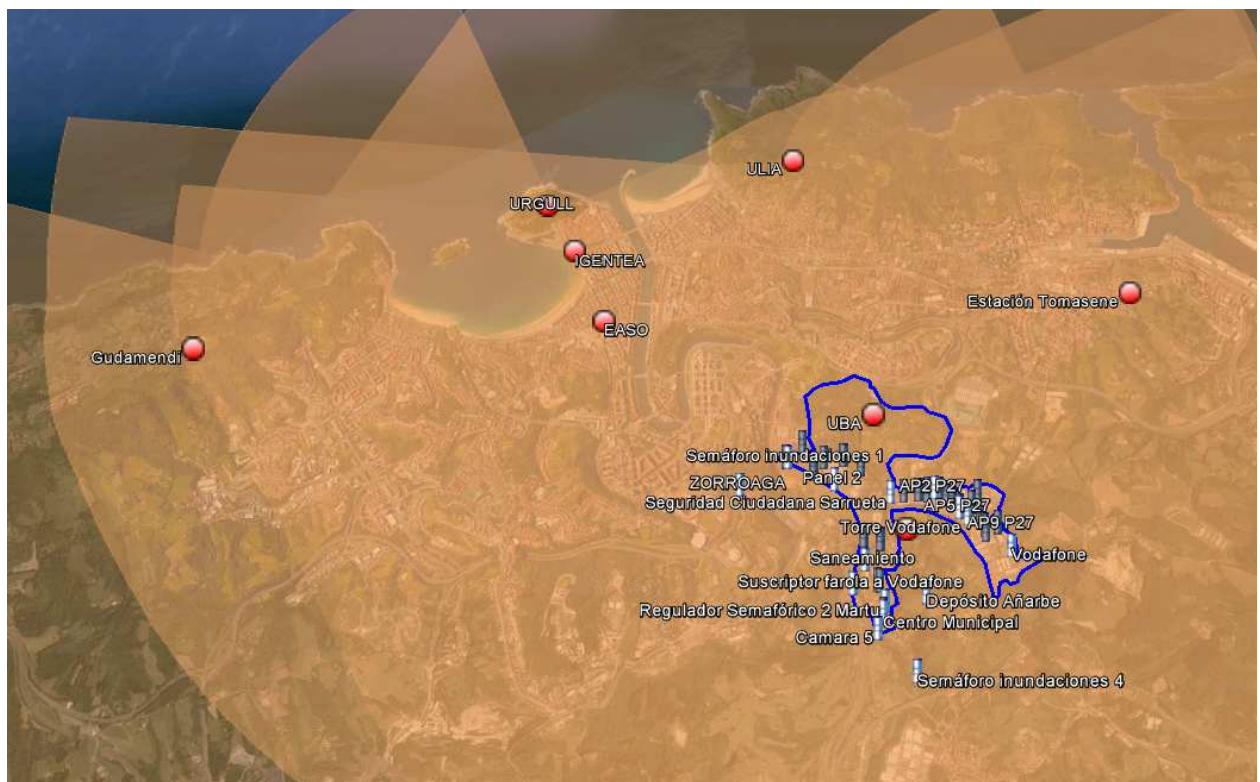 ULIA
URGULL
IGENTEA
Estación Tomasene
EASO
Gudamendi
UBA
Semáforo inundaciones 1
Panel 2
ZORROAGA
AP2 P27
Seguridad Ciudadana Sarrueta
AP5 P27
AP9 P27
Torre Vodafone
Vodafone
Saneamiento
Suscriptor farola a Vodafone
Depósito Añarbe
Regulador Semafórico 2 Martu
Centro Municipal
Camara 5
Semáforo inundaciones 4